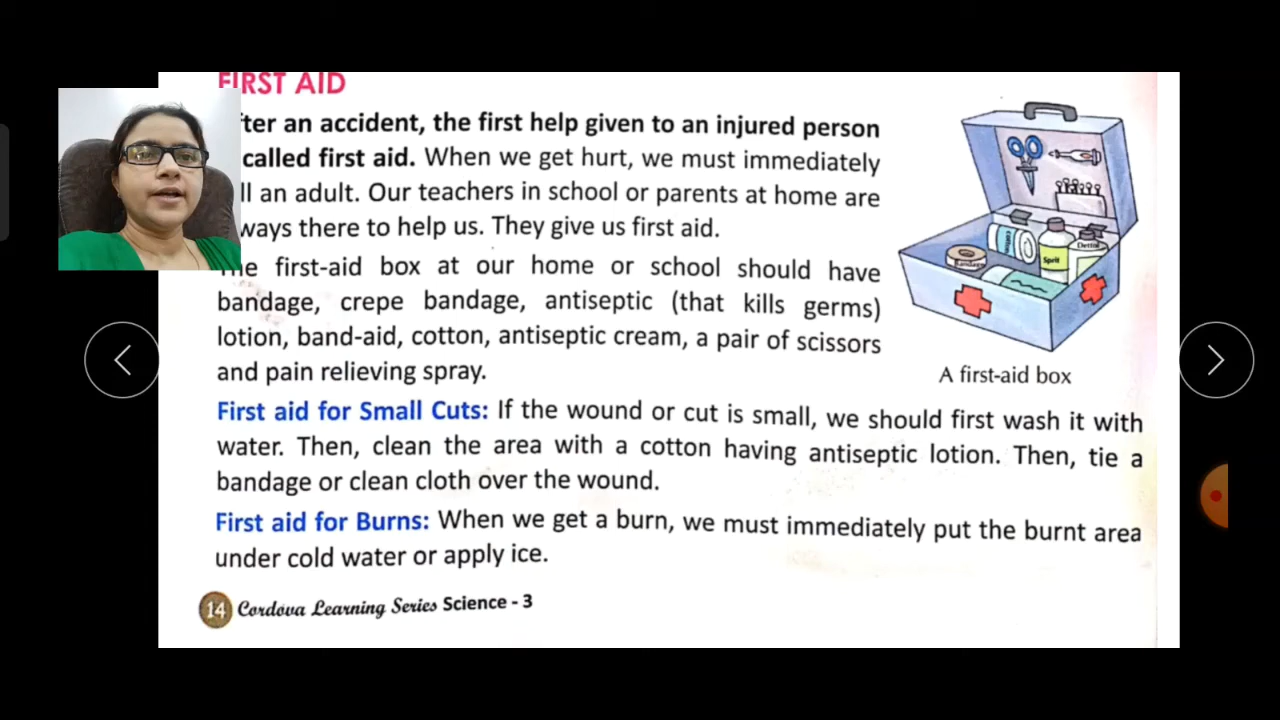 FIRST AID
ter an accident, the first help given to an injured person
called first aid. When we get hurt, we must immediately
ll an adult. Our teachers in school or parents at home are
ways there to help us. They give us first aid.
The first-aid box at our home or school should have
bandage, crepe bandage, antiseptic (that kills germs)
lotion, band-aid, cotton, antiseptic cream, a pair of scissors
and pain relieving spray.
Cotton
Bandage
Sprit
Dettol
A first-aid box
First aid for Small Cuts: If the wound or cut is small, we should first wash it with
water. Then, clean the area with a cotton having antiseptic lotion. Then, tie a
bandage or clean cloth over the wound.
First aid for Burns: When we get a burn, we must immediately put the burnt area
under cold water or apply ice.
14 Cordova Learning Series Science - 3